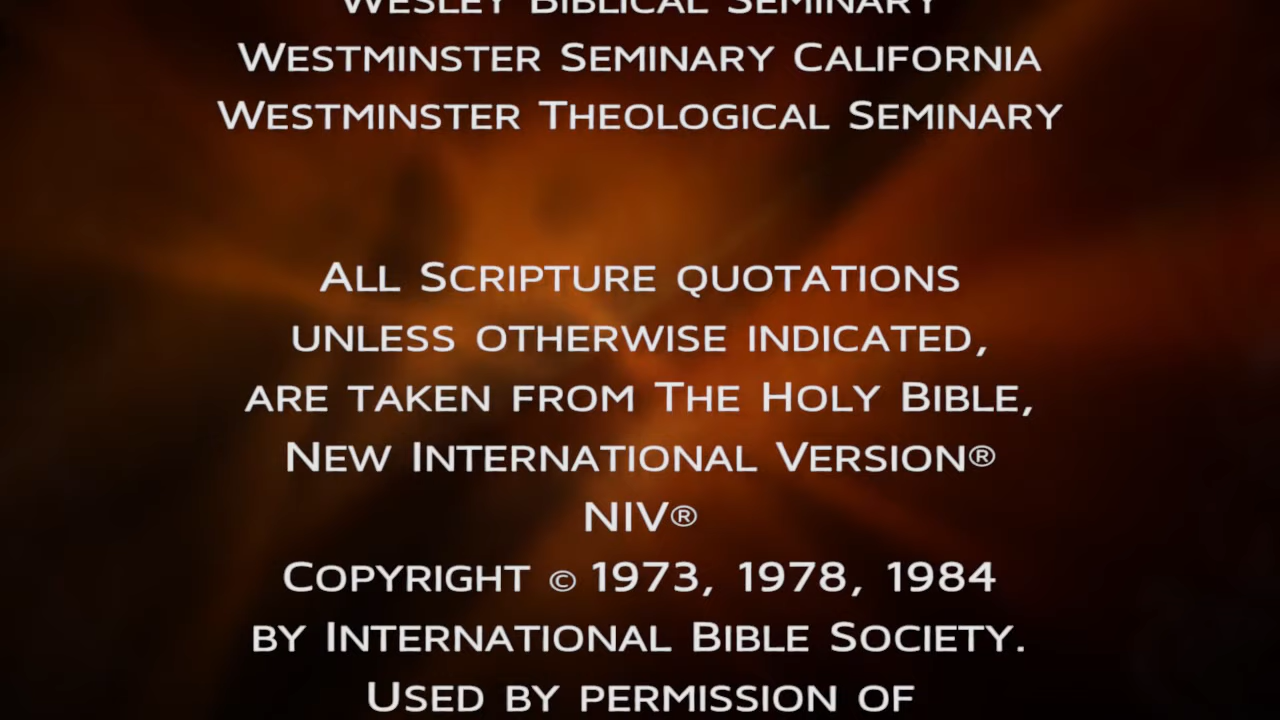 Wesley Biblical Seminary
Westminster Seminary California
Westminster Theological Seminary
All Scripture quotations
unless otherwise indicated,
are taken from The Holy Bible,
New International Version®
NIV®
Copyright © 1973, 1978, 1984
by International Bible Society.
Used by permission of